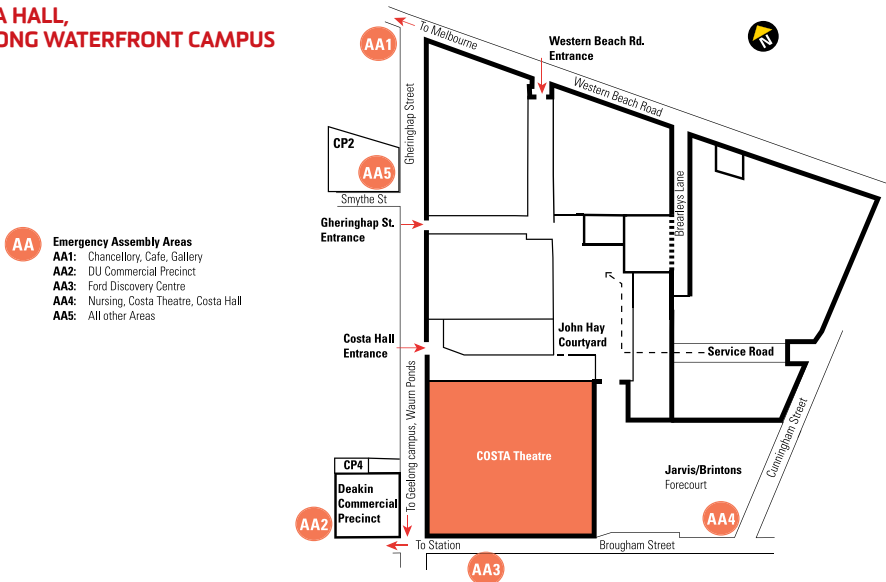 A HALL,
ONG WATERFRONT CAMPUS
AA1
To Melbourne
Western Beach Rd.
Entrance
N
Western Beach Road
Gheringhap Street
CP2
AA5
Smythe St
Brearleys Lane
Gheringhap St.
Entrance
AA
Emergency Assembly Areas
AA1: Chancellory, Cafe, Gallery
AA2: DU Commercial Precinct
AA3: Ford Discovery Centre
AA4: Nursing, Costa Theatre, Costa Hall
AA5: All other Areas
John Hay
Courtyard
Costa Hall
Entrance
Service Road
To Geelong campus, Waurn Ponds
Cunningham Street
COSTA Theatre
CP4
Deakin
Commercial
Precinct
Jarvis/Brintons
Forecourt
AA2
AA4
To Station
Brougham Street
AA3